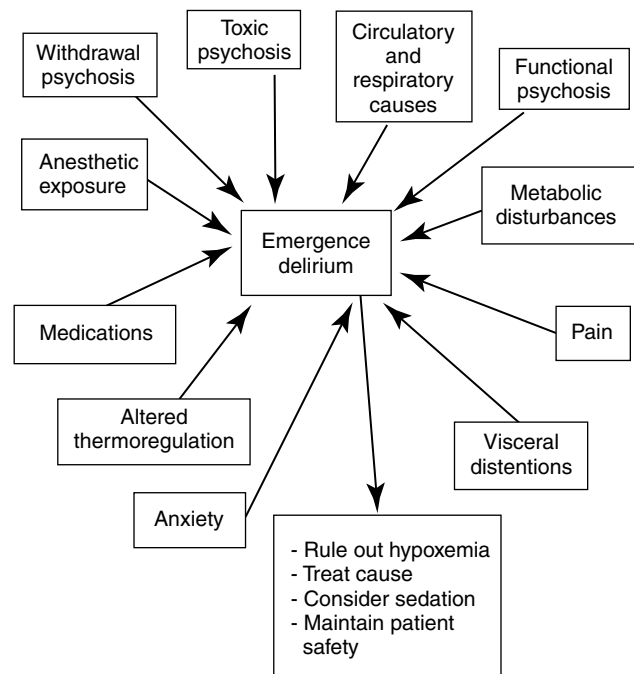 Withdrawal
psychosis
Toxic
psychosis
Circulatory
and
respiratory
causes
Functional
psychosis
Anesthetic
exposure
Metabolic
disturbances
Emergence
delirium
Medications
Pain
Altered
thermoregulation
Visceral
distentions
Anxiety
- Rule out hypoxemia
- Treat cause
- Consider sedation
- Maintain patient
safety